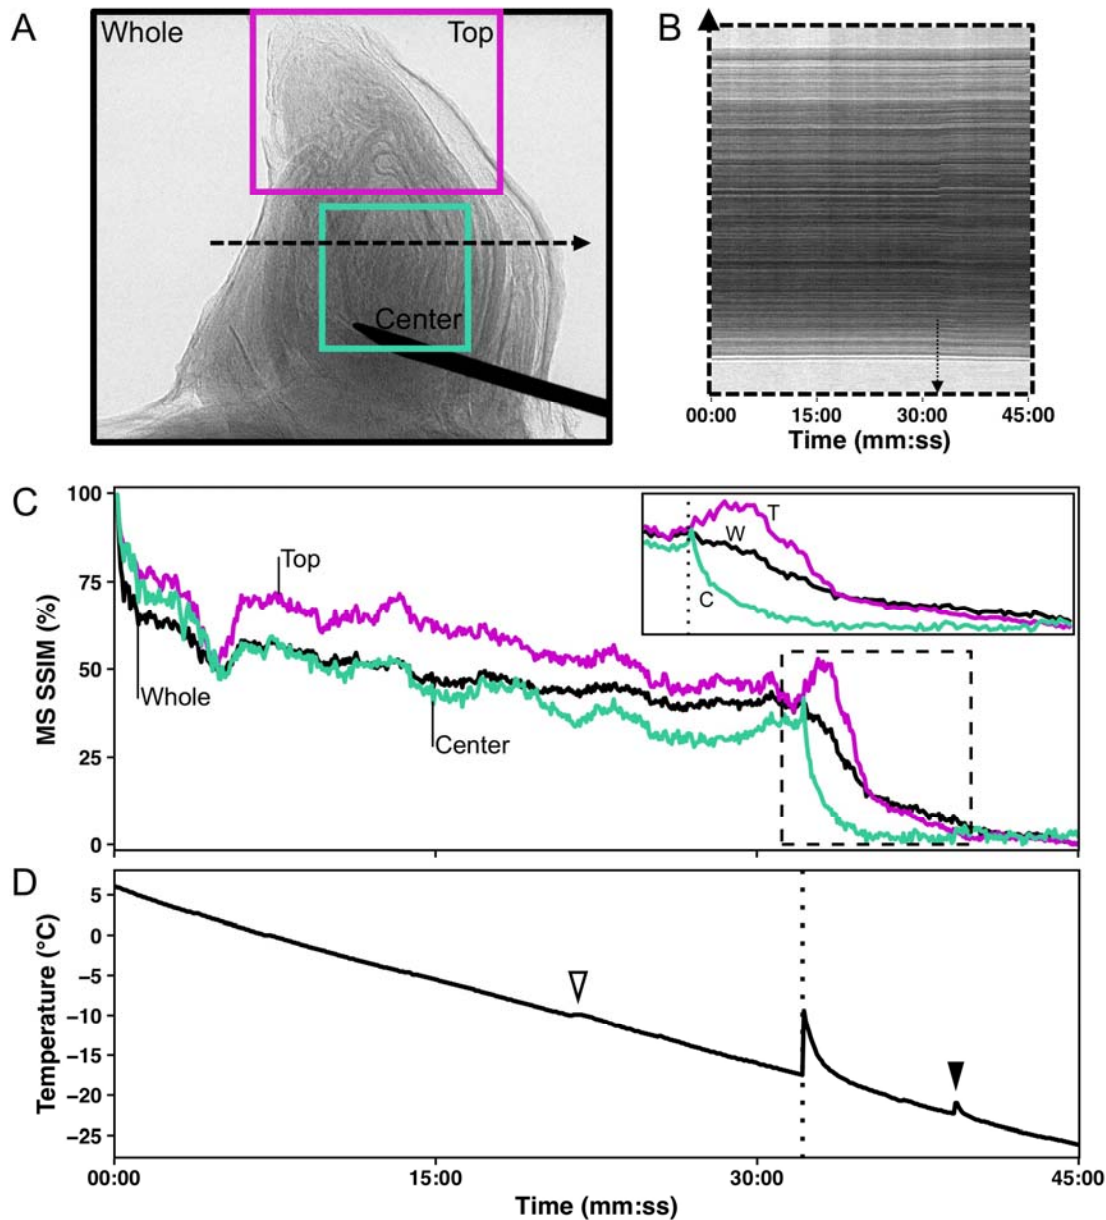 A
Whole
Top
Center
B
00:00 15:00 30:00 45:00
Time (mm:ss)
C
MS SSIM (%)
100
75
50
25
0
Top
Whole
Center
T
W
C
D
Temperature (°C)
5
0
−5
−10
−15
−20
−25
00:00 15:00 30:00 45:00
Time (mm:ss)